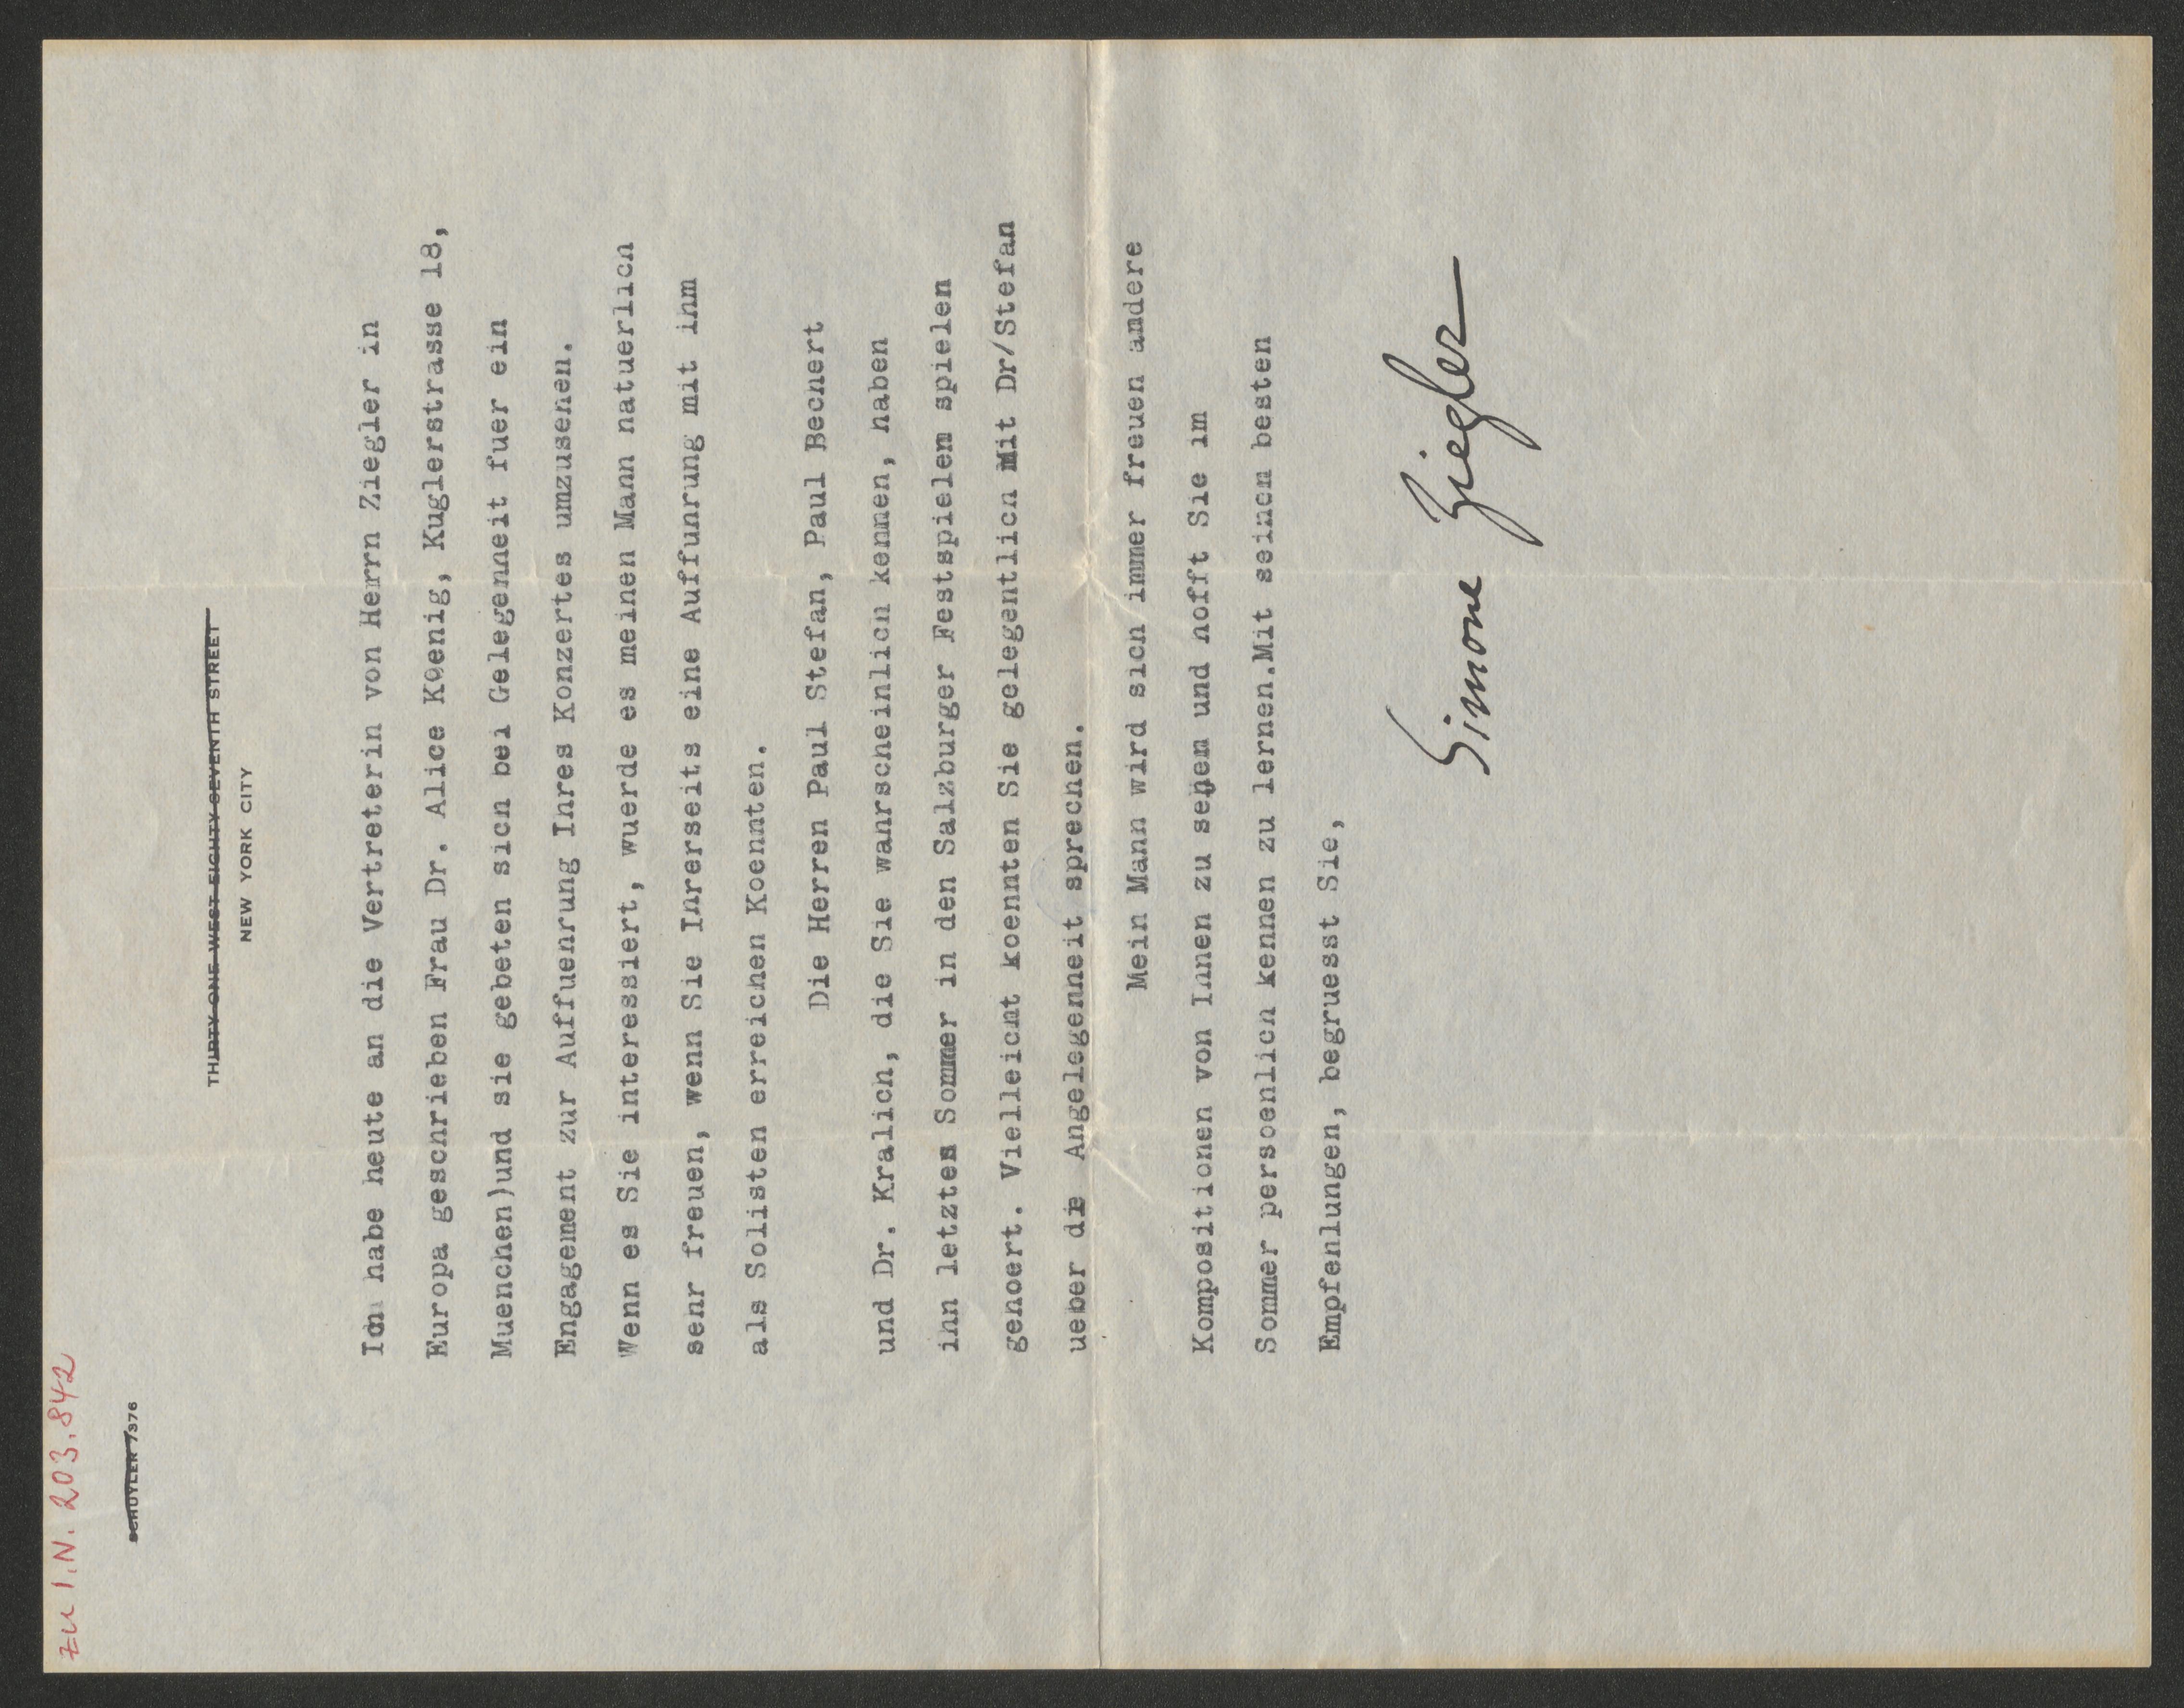 zu I.N. 203.842
SCHUYLER 7376
THIRTY-ONE WEST EIGHTY-SEVENTH STREET
NEW YORK CITY
Ich habe heute an die Vertreterin von Herrn Ziegler in
Europa geschrieben Frau Dr. Alice Koenig, Kuglerstrasse 18,
Muenchen)und sie gebeten sich bei Gelegenheit fuer ein
Engagement zur Auffuehrung Ihres Konzertes umzusehen.
Wenn es Sie interessiert, wuerde es meinen Mann natuerlich
sehr freuen, wenn Sie Ihrerseits eine Auffuhrung mit ihm
als Solisten erreichen Koennten.
Die Herren Paul Stefan, Paul Bechert
und Dr. Kralich, die Sie wahrscheinlich kennen, haben
ihn letzten Sommer in den Salzburger Festspielem spielen
gehoert. Vielleicht koennten Sie gelegentlich Mit Dr/Stefan
ueber die Angelegenheit sprechen.
Mein Mann wird sich immer freuen andere
Kompositionen von Ihnen zu sehen und hofft Sie im
Sommer persoenlich kennen zu lernen.Mit seinen besten
Empfehlungen, begruesst Sie,
Simone Ziegler